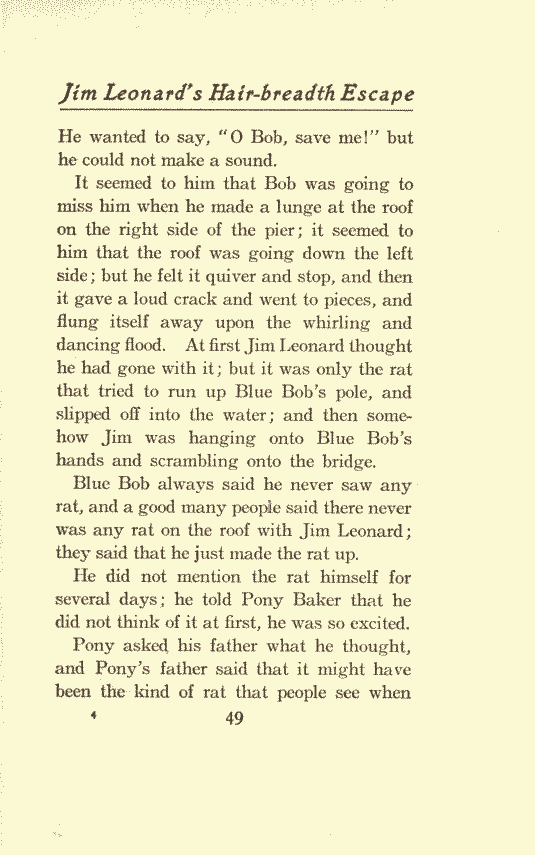 Jim Leonard's Hair-breadth Escape
He wanted to say, "O Bob, save me!" but
he could not make a sound.
It seemed to him that Bob was going to
miss him when he made a lunge at the roof
on the right side of the pier; it seemed to
him that the roof was going down the left
side; but he felt it quiver and stop, and then
it gave a loud crack and went to pieces, and
flung itself away upon the whirling and
dancing flood. At first Jim Leonard thought
he had gone with it; but it was only the rat
that tried to run up Blue Bob's pole, and
slipped off into the water; and then some-
how Jim was hanging onto Blue Bob's
hands and scrambling onto the bridge.
Blue Bob always said he never saw any
rat, and a good many people said there never
was any rat on the roof with Jim Leonard;
they said that he just made the rat up.
He did not mention the rat himself for
several days; he told Pony Baker that he
did not think of it at first, he was so excited.
Pony asked his father what he thought,
and Pony's father said that it might have
been the kind of rat that people see when
4 49